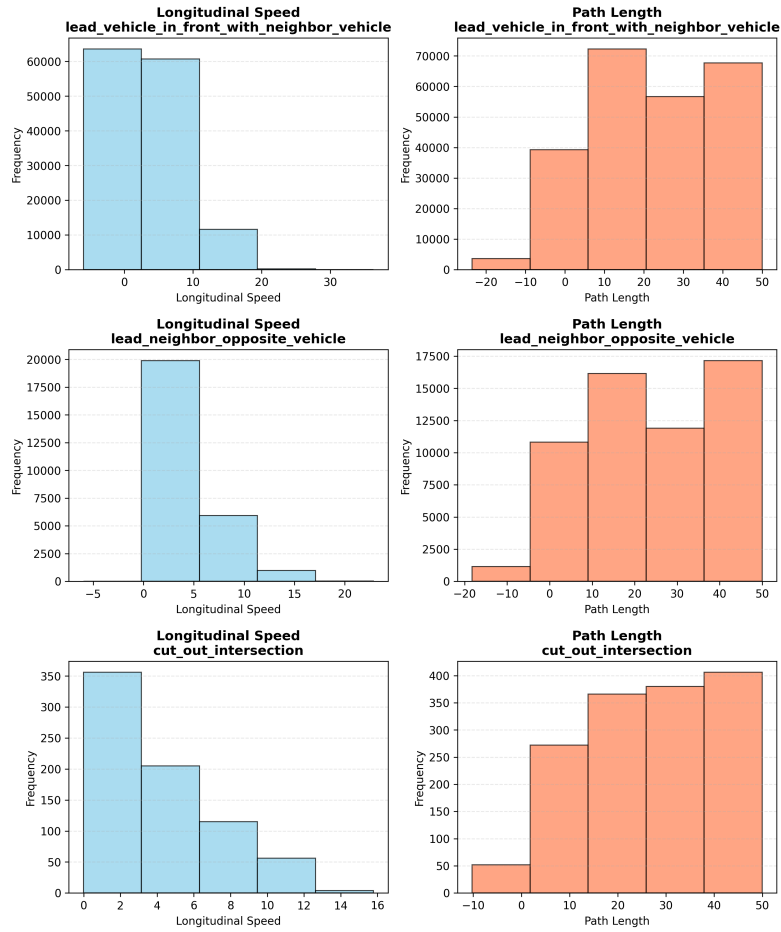 Longitudinal Speed
lead_vehicle_in_front_with_neighbor_vehicle
60000
50000
40000
30000
20000
10000
0
Frequency
0 10 20 30
Longitudinal Speed
Path Length
lead_vehicle_in_front_with_neighbor_vehicle
70000
60000
50000
40000
30000
20000
10000
0
Frequency
−20 −10 0 10 20 30 40 50
Path Length
Longitudinal Speed
lead_neighbor_opposite_vehicle
20000
17500
15000
12500
10000
7500
5000
2500
0
Frequency
−5 0 5 10 15 20
Longitudinal Speed
Path Length
lead_neighbor_opposite_vehicle
17500
15000
12500
10000
7500
5000
2500
0
Frequency
−20 −10 0 10 20 30 40 50
Path Length
Longitudinal Speed
cut_out_intersection
350
300
250
200
150
100
50
0
Frequency
0 2 4 6 8 10 12 14 16
Longitudinal Speed
Path Length
cut_out_intersection
400
350
300
250
200
150
100
50
0
Frequency
−10 0 10 20 30 40 50
Path Length